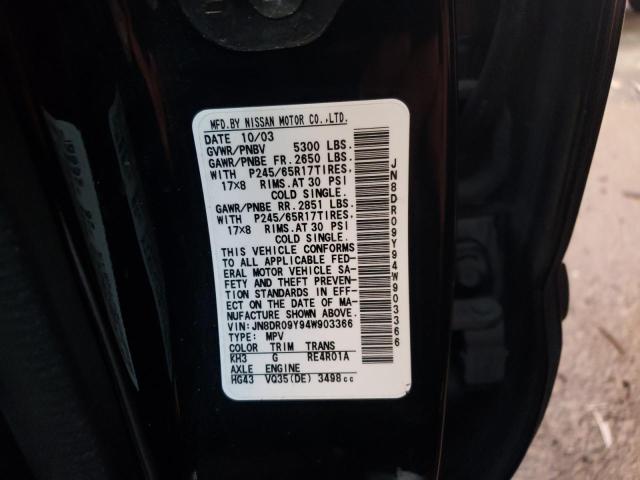 MFD.BY NISSAN MOTOR CO.,LTD.
DATE 10/03
GVWR/PNBV 5300 LBS.
GAWR/PNBE FR.2650 LBS.
WITH P245/65R17TIRES,
17×8 RIMS.AT 30 PSI
COLD SINGLE.
GAWR/PNBE RR.2851 LBS.
WITH P245/65R17TIRES,
17×8 RIMS.AT 30 PSI
COLD SINGLE.
THIS VEHICLE CONFORMS
TO ALL APPLICABLE FED-
ERAL MOTOR VEHICLE SA-
FETY AND THEFT PREVEN-
TION STANDARDS IN EFF-
ECT ON THE DATE OF MA-
NUFACTURE SHOWN ABOVE.
VIN: JN8DR09Y94W903366
TYPE: MPV
COLOR TRIM TRANS
KH3 G RE4R01A
AXLE ENGINE
HG43 VQ35(DE) 3498cc
JN8DR09Y94W903366